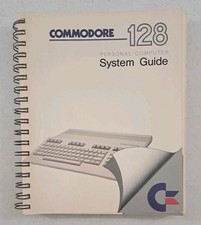 COMMODORE 128
PERSONAL COMPUTER
System Guide